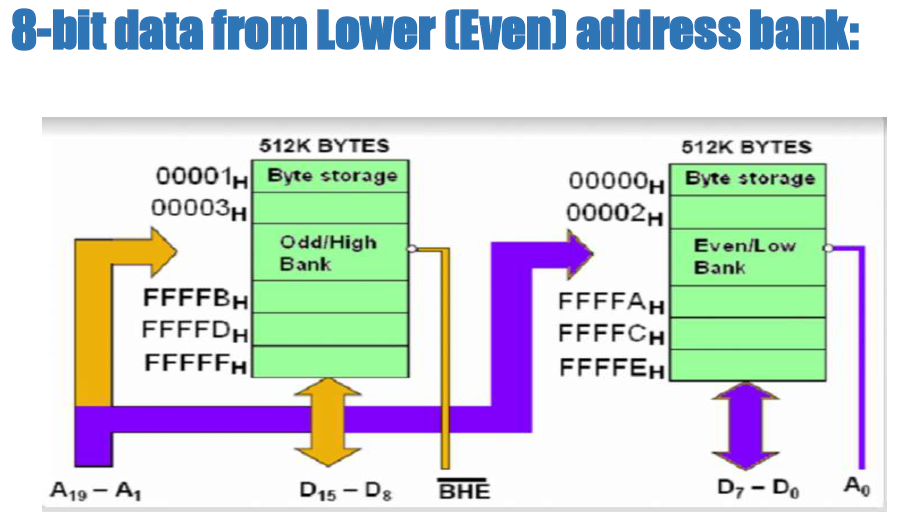 8-bit data from Lower (Even) address bank:
512K BYTES
00001H
Byte storage
00003H
Odd/High
Bank
FFFFBH
FFFFDH
FFFFFH
512K BYTES
00000H
Byte storage
00002H
Even/Low
Bank
FFFFAH
FFFFCH
FFFFEH
A19 – A1
D15 – D8
BHE
D7 – D0
A0